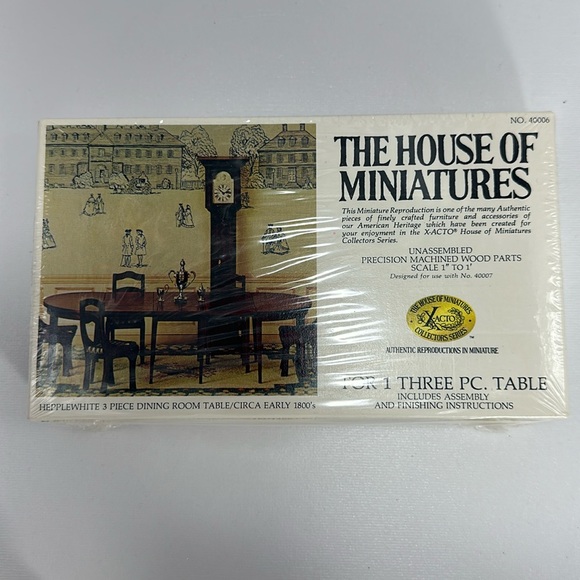 NO. 40006
THE HOUSE OF
MINIATURES
This Miniature Reproduction is one of the many Authentic
pieces of finely crafted furniture and accessories of
our American Heritage which have been created for
your enjoyment in the X-ACTO® House of Miniatures
Collectors Series.
UNASSEMBLED
PRECISION MACHINED WOOD PARTS
SCALE 1" TO 1'
Designed for use with No. 40007
THE HOUSE OF MINIATURES
X-ACTO
COLLECTORS SERIES
™
AUTHENTIC REPRODUCTIONS IN MINIATURE
FOR 1 THREE PC. TABLE
INCLUDES ASSEMBLY
AND FINISHING INSTRUCTIONS
HEPPLEWHITE 3 PIECE DINING ROOM TABLE/CIRCA EARLY 1800's